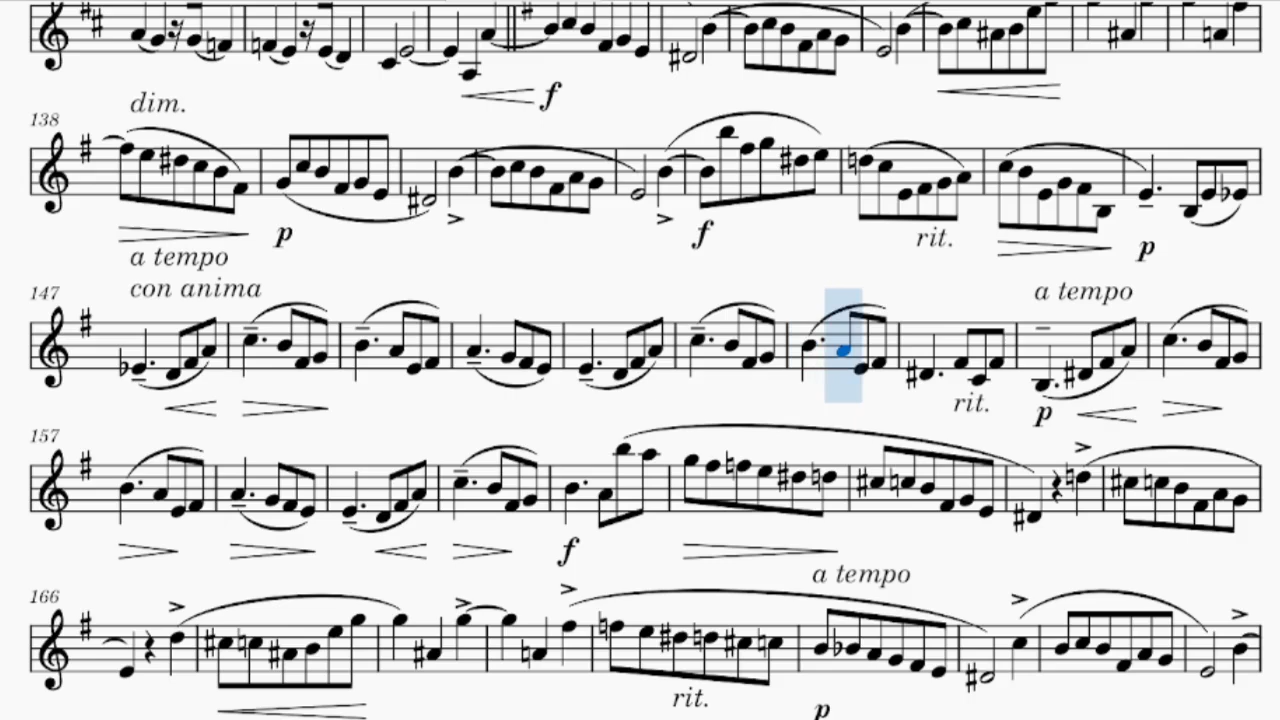 f
dim.
138
p
f
rit.
p
a tempo
147
con anima
a tempo
rit.
p
157
f
a tempo
166
rit.
p